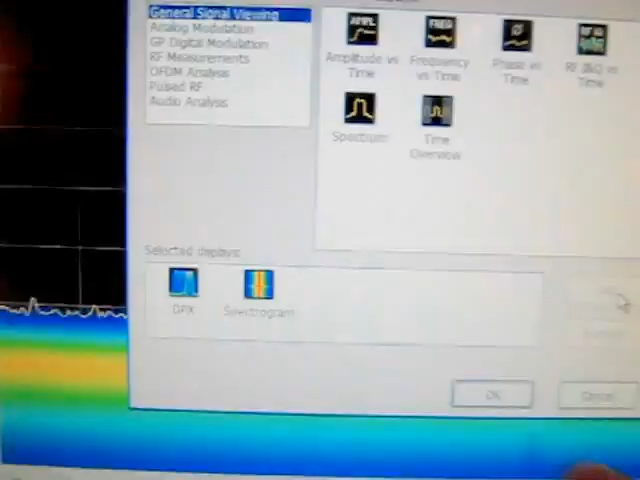 General Signal Viewing
Analog Modulation
GP Digital Modulation
RF Measurements
OFDM Analysis
Pulsed RF
Audio Analysis
AMPL
FREQ
Amplitude vs
Time
Frequency
vs Time
Phase vs
Time
RF I&Q vs
Time
Spectrum
Time
Overview
Selected displays:
DPX
Spectrogram
OK
Cancel